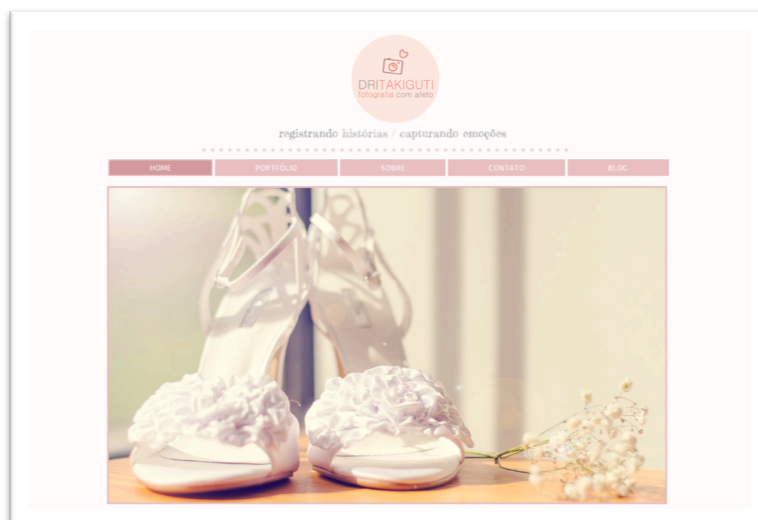 DRITAKIGUTI
fotografia com afeto
registrando histórias / capturando emoções
HOME
PORTFÓLIO
SOBRE
CONTATO
BLOG